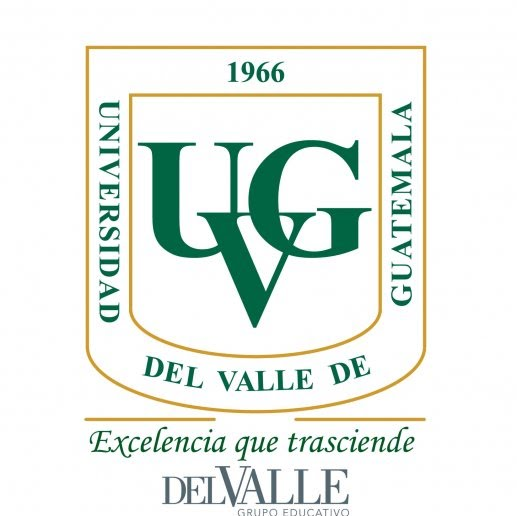 1966
UNIVERSIDAD
DEL VALLE DE
GUATEMALA
UVG
Excelencia que trasciende
DELVALLE
GRUPO EDUCATIVO